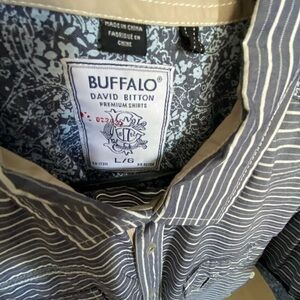 MADE IN CHINA
FABRIQUÉ EN
CHINE
BUFFALO®
DAVID BITTON
PREMIUM SHIRTS
L/G